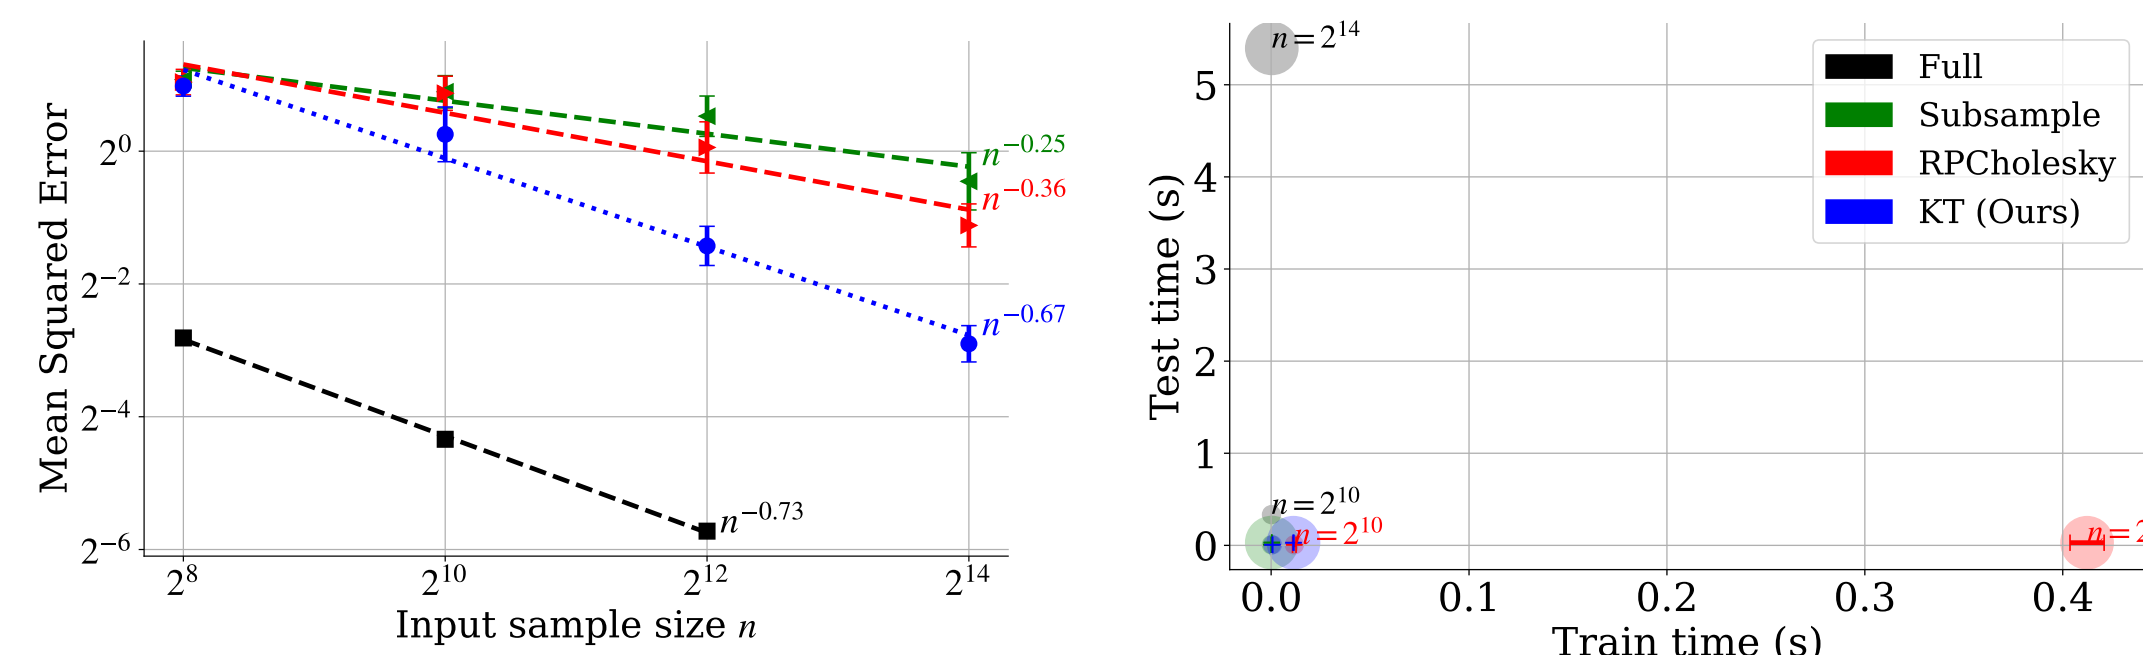 Mean Squared Error
2^0
2^−2
2^−4
2^−6
2^8
2^10
2^12
2^14
Input sample size n
n^−0.25
n^−0.36
n^−0.67
n^−0.73
Test time (s)
5
4
3
2
1
0
0.0
0.1
0.2
0.3
0.4
Train time (s)
n=2^14
n=2^10
n=2^10
n=2
Full
Subsample
RPCholesky
KT (Ours)